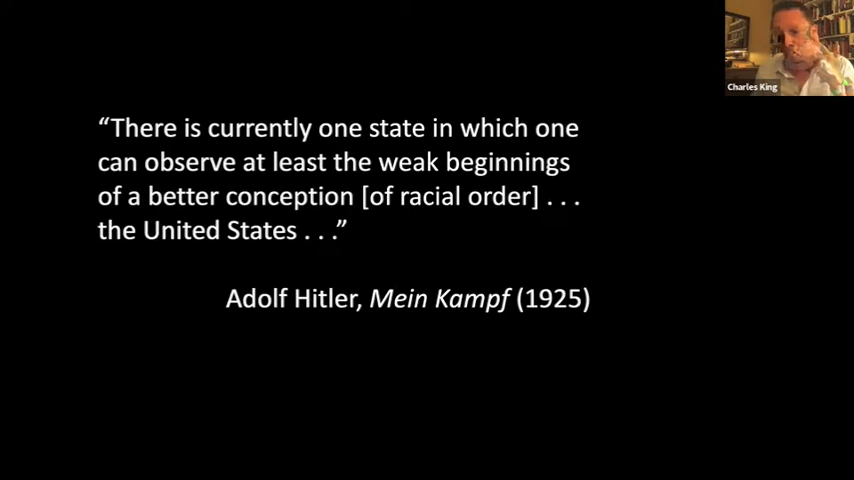 Charles King
“There is currently one state in which one
can observe at least the weak beginnings
of a better conception [of racial order] . . .
the United States . . .”
Adolf Hitler, Mein Kampf (1925)